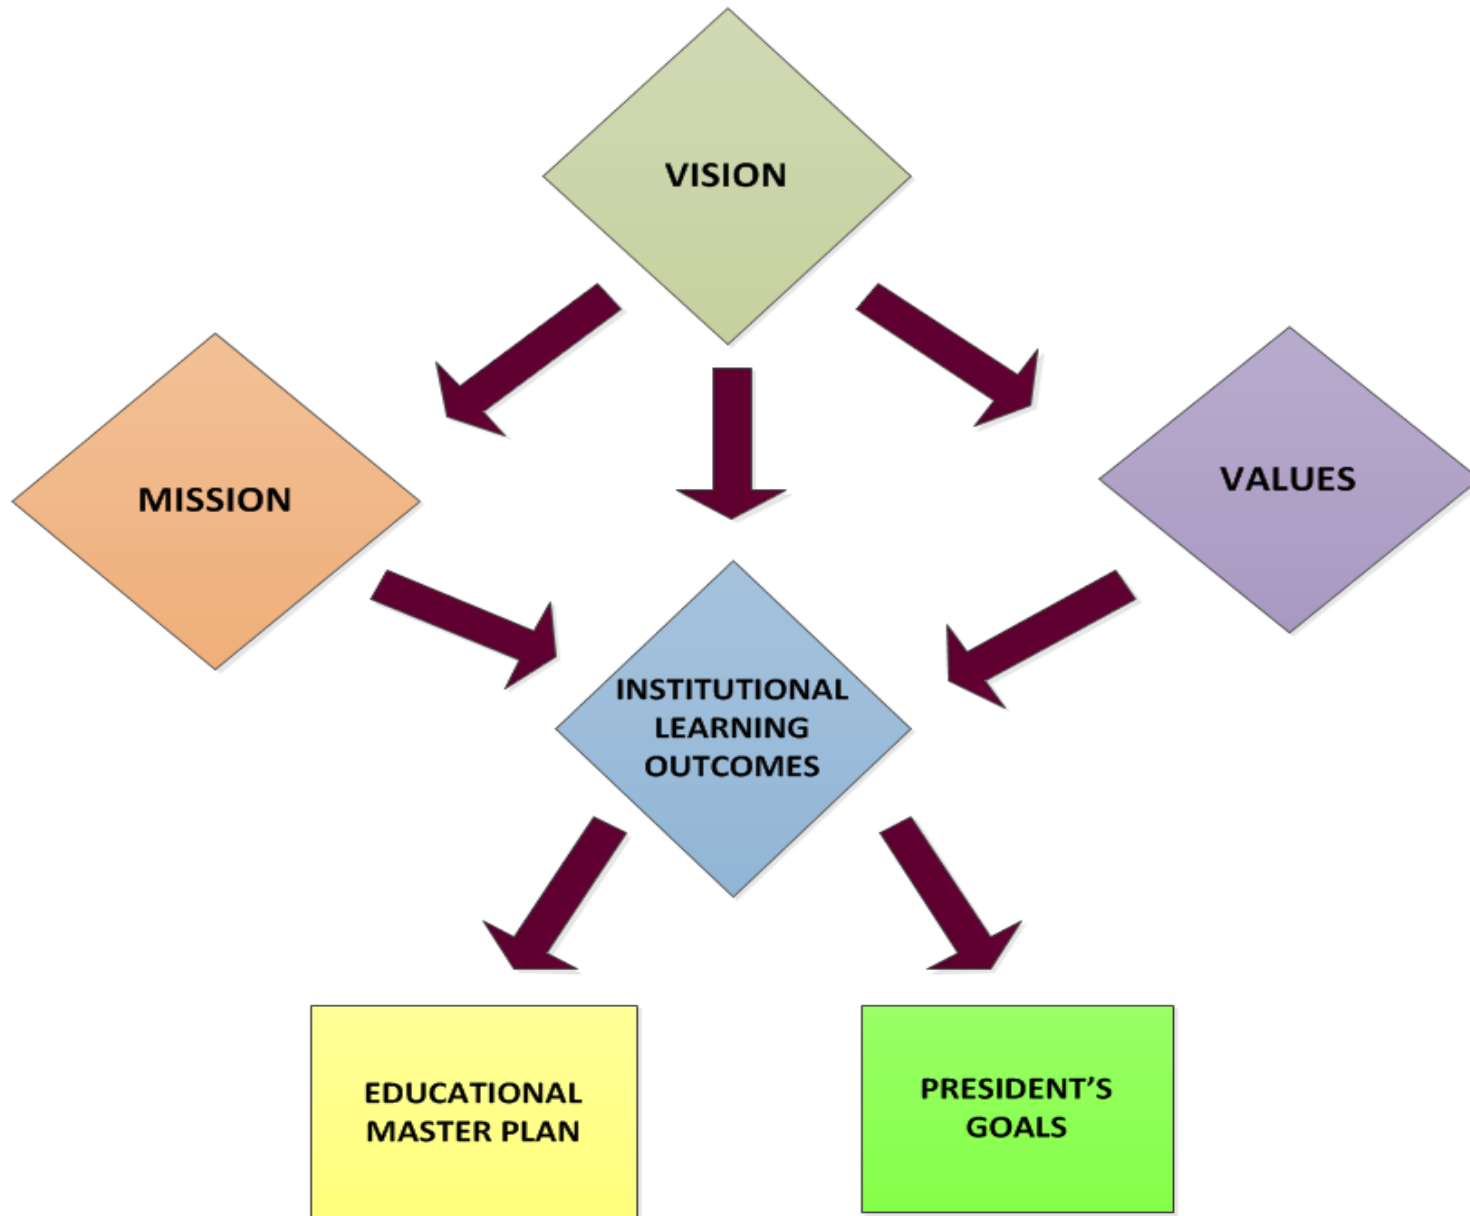 VISION
MISSION
VALUES
INSTITUTIONAL
LEARNING
OUTCOMES
EDUCATIONAL
MASTER PLAN
PRESIDENT’S
GOALS